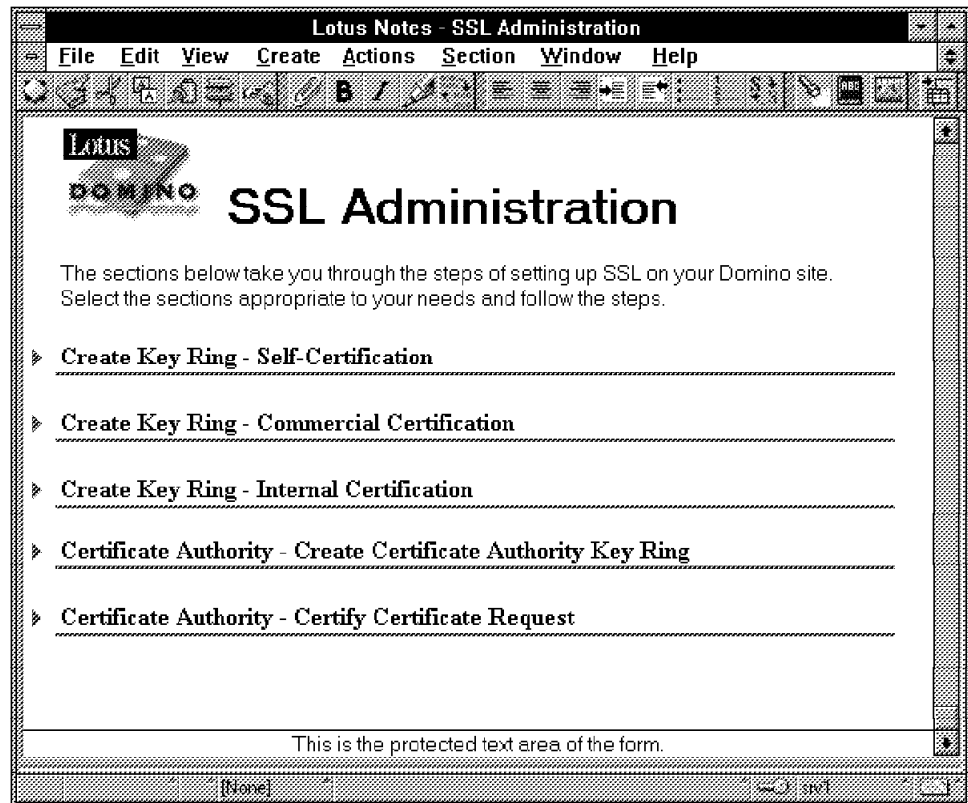 Lotus Notes - SSL Administration
File Edit View Create Actions Section Window Help
Lotus
DOMINO
SSL Administration
The sections below take you through the steps of setting up SSL on your Domino site.
Select the sections appropriate to your needs and follow the steps.
Create Key Ring - Self-Certification
Create Key Ring - Commercial Certification
Create Key Ring - Internal Certification
Certificate Authority - Create Certificate Authority Key Ring
Certificate Authority - Certify Certificate Request
This is the protected text area of the form.
[None] srv1